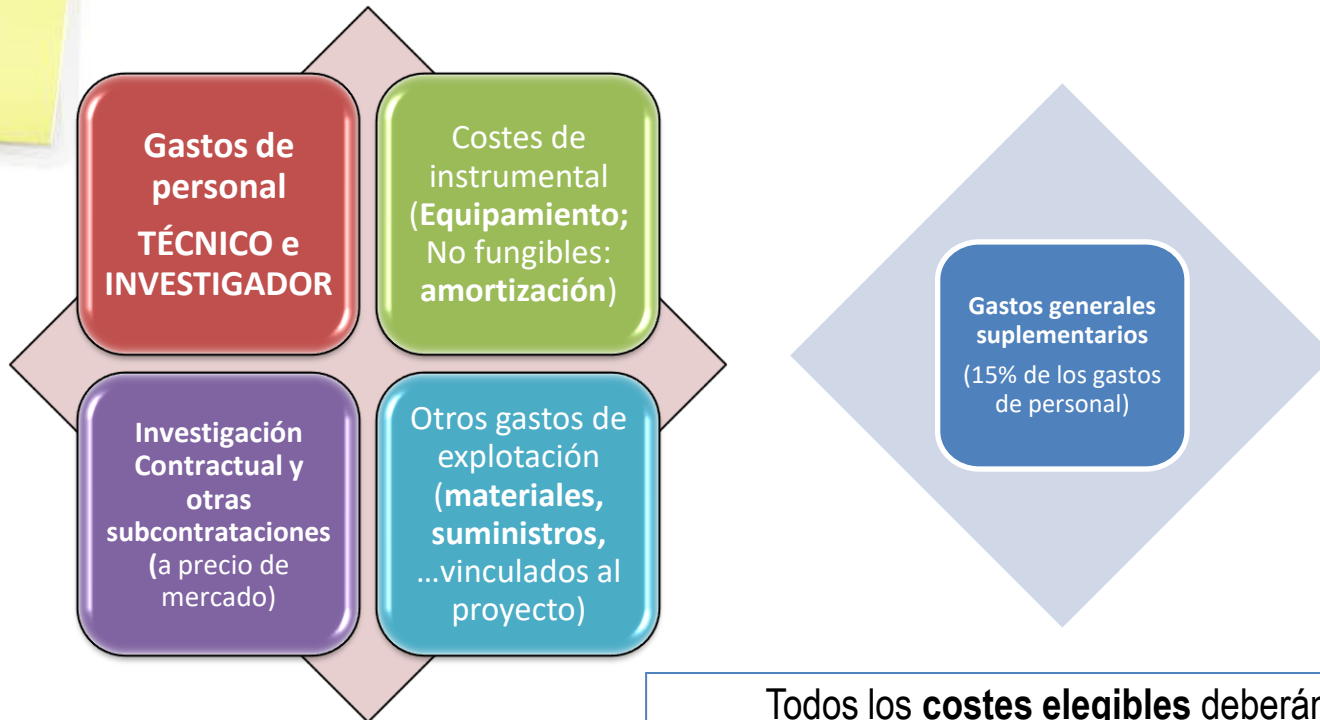 Gastos de
personal
TÉCNICO e
INVESTIGADOR
Costes de
instrumental
(Equipamiento;
No fungibles:
amortización)
Investigación
Contractual y
otras
subcontrataciones
(a precio de
mercado)
Otros gastos de
explotación
(materiales,
suministros,
...vinculados al
proyecto)
Gastos generales
suplementarios
(15% de los gastos
de personal)
Todos los costes elegibles deberán